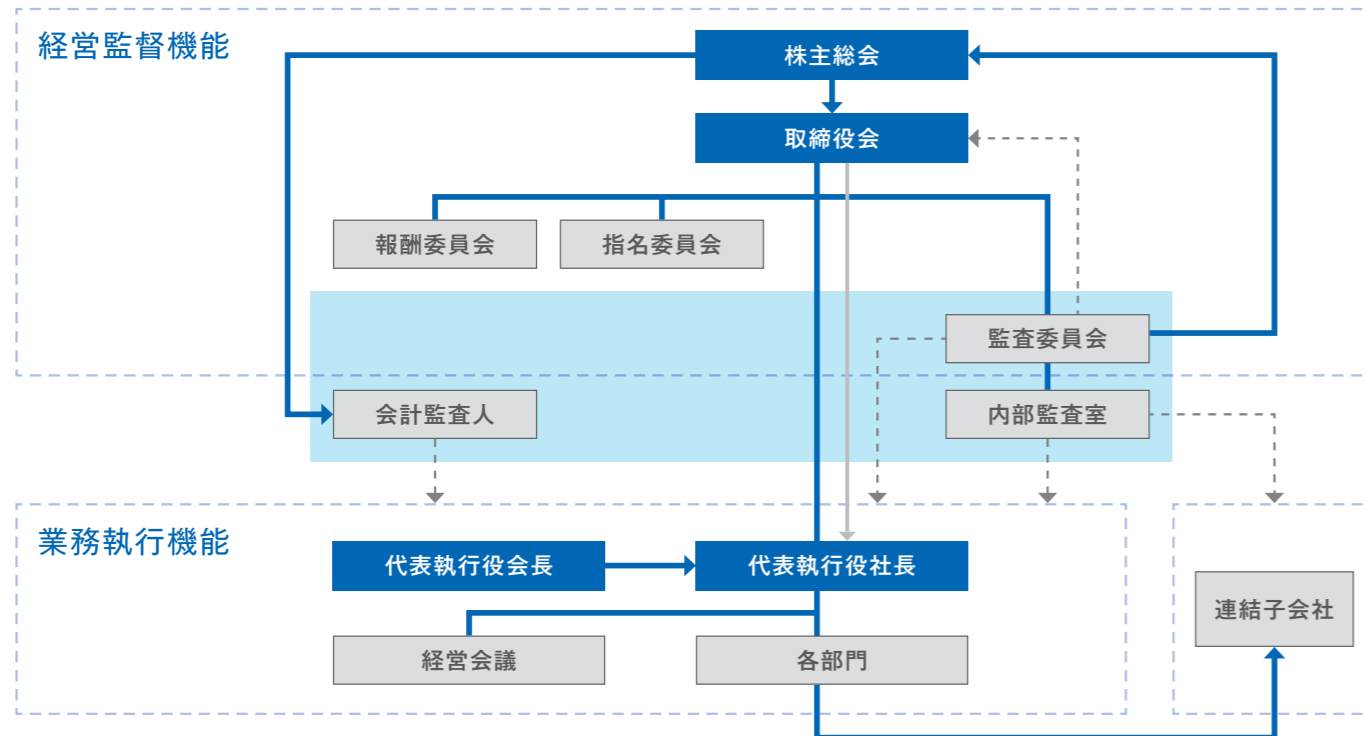 経営監督機能
株主総会
取締役会
報酬委員会
指名委員会
監査委員会
会計監査人
内部監査室
業務執行機能
代表執行役会長
代表執行役社長
連結子会社
経営会議
各部門